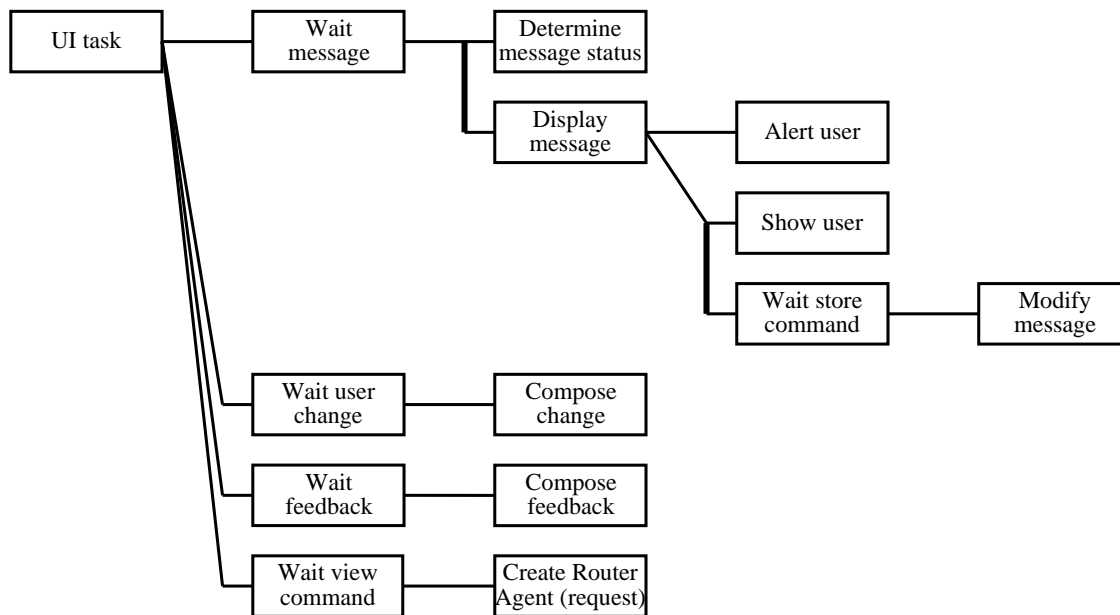 UI task
Wait
message
Determine
message status
Display
message
Alert user
Show user
Wait store
command
Modify
message
Wait user
change
Compose
change
Wait
feedback
Compose
feedback
Wait view
command
Create Router
Agent (request)